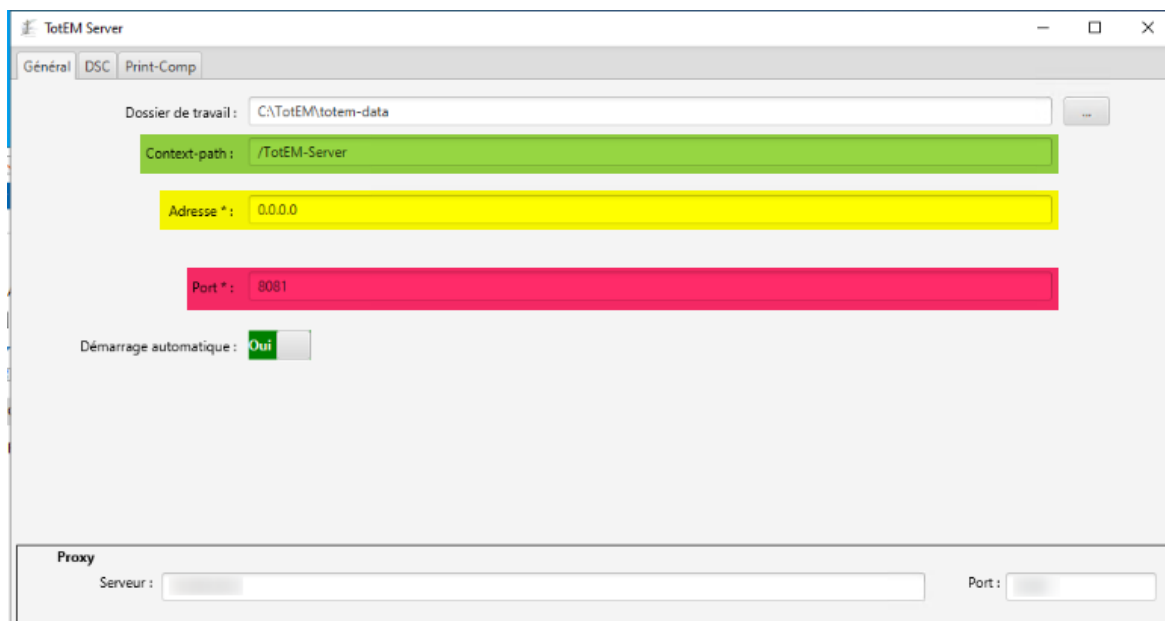 TotEM Server
Général DSC Print-Comp
Dossier de travail : C:\TotEM\totem-data ...
Context-path : /TotEM-Server
Adresse * : 0.0.0.0
Port * : 8081
Démarrage automatique : Oui
Proxy
Serveur : Port :